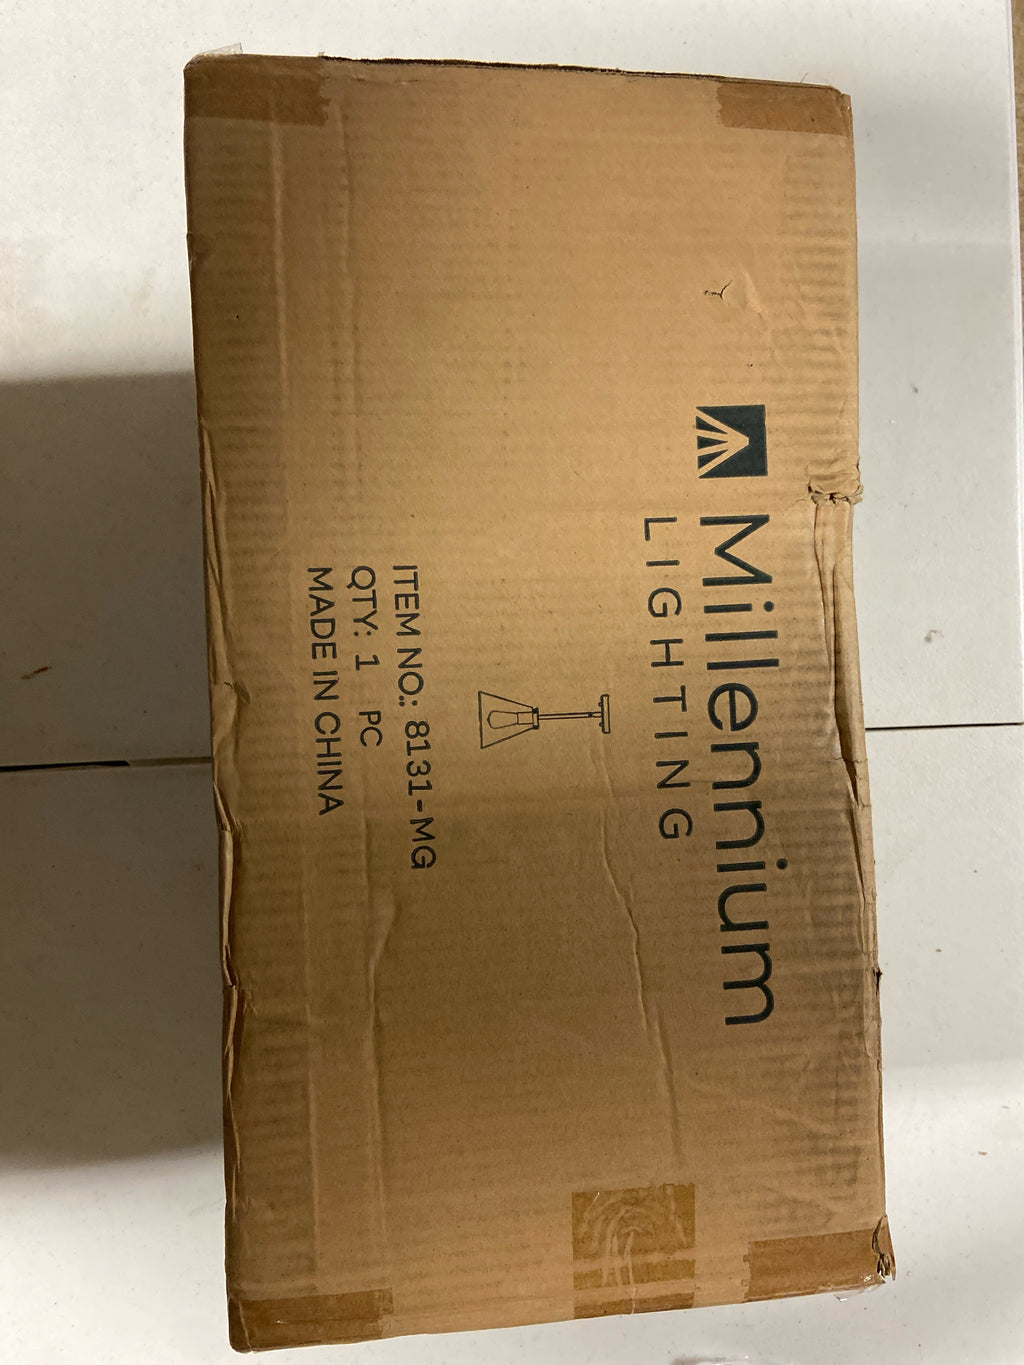 Millennium
LIGHTING
ITEM NO.: 8131-MG
QTY: 1 PC
MADE IN CHINA